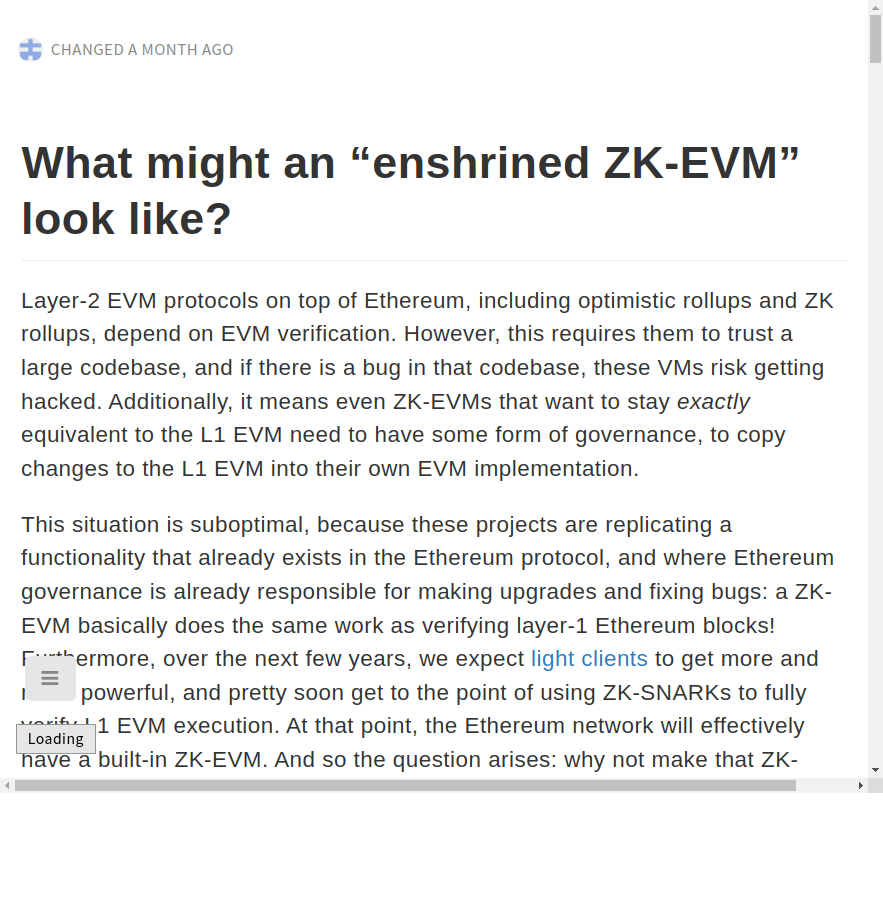 CHANGED A MONTH AGO
What might an “enshrined ZK-EVM”
look like?
Layer-2 EVM protocols on top of Ethereum, including optimistic rollups and ZK
rollups, depend on EVM verification. However, this requires them to trust a
large codebase, and if there is a bug in that codebase, these VMs risk getting
hacked. Additionally, it means even ZK-EVMs that want to stay exactly
equivalent to the L1 EVM need to have some form of governance, to copy
changes to the L1 EVM into their own EVM implementation.
This situation is suboptimal, because these projects are replicating a
functionality that already exists in the Ethereum protocol, and where Ethereum
governance is already responsible for making upgrades and fixing bugs: a ZK-
EVM basically does the same work as verifying layer-1 Ethereum blocks!
Furthermore, over the next few years, we expect light clients to get more and
powerful, and pretty soon get to the point of using ZK-SNARKs to fully
verify L1 EVM execution. At that point, the Ethereum network will effectively
Loading
have a built-in ZK-EVM. And so the question arises: why not make that ZK-